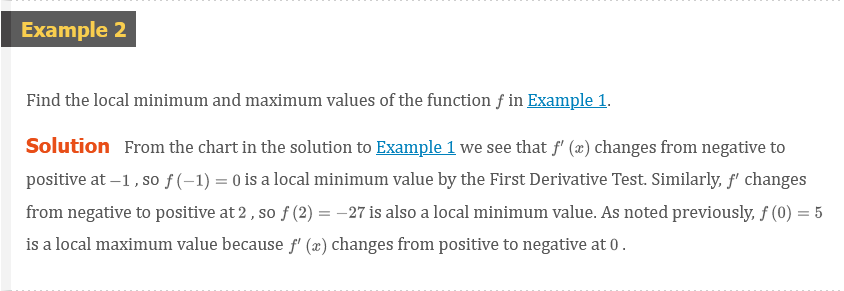 Example 2
Find the local minimum and maximum values of the function f in Example 1.
Solution From the chart in the solution to Example 1 we see that f′ (x) changes from negative to
positive at −1 , so f (−1) = 0 is a local minimum value by the First Derivative Test. Similarly, f′ changes
from negative to positive at 2 , so f (2) = −27 is also a local minimum value. As noted previously, f (0) = 5
is a local maximum value because f′ (x) changes from positive to negative at 0 .